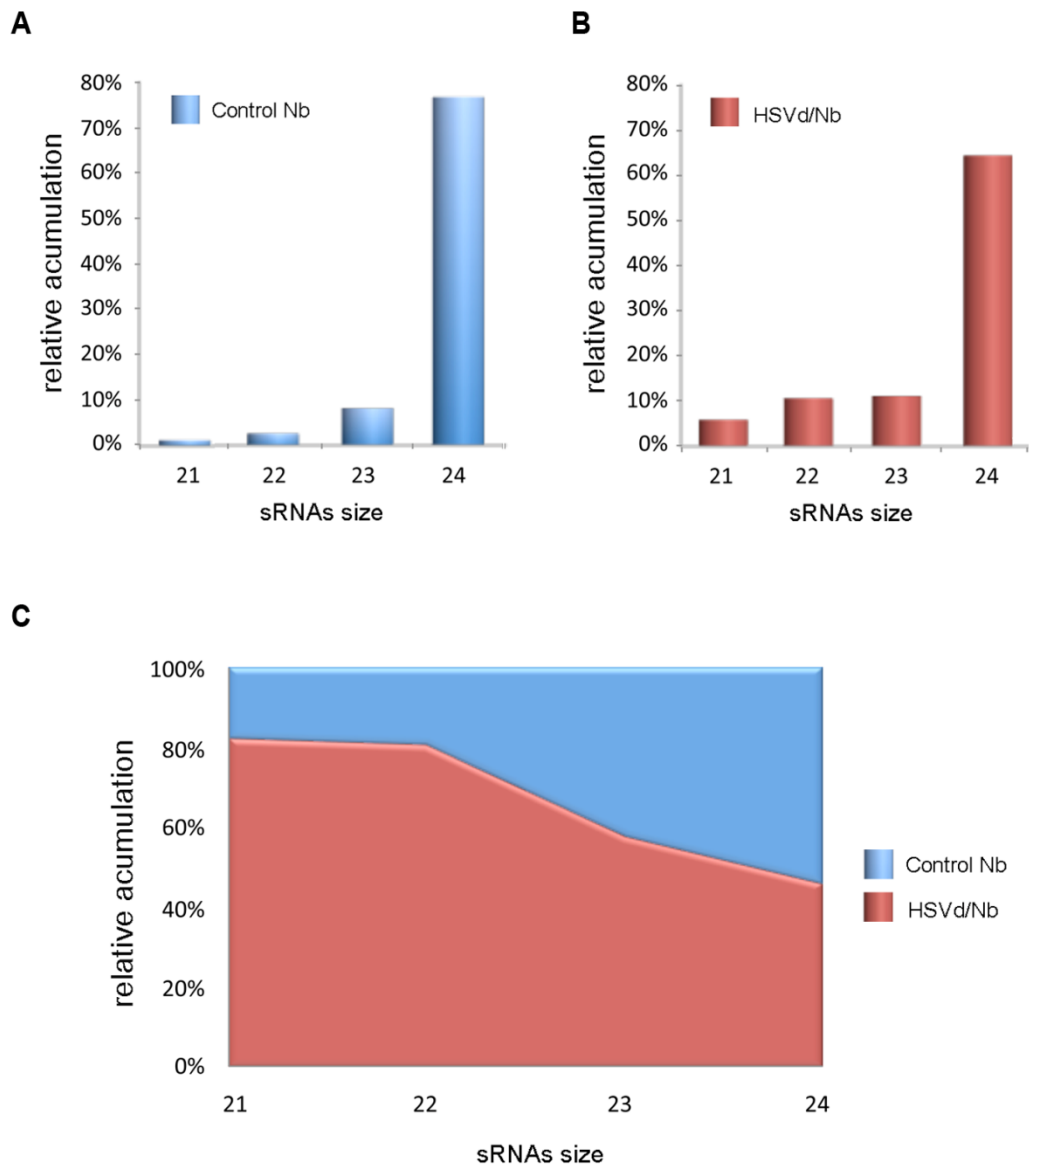 A
80%
70%
60%
50%
40%
30%
20%
10%
0%
relative acumulation
Control Nb
21 22 23 24
sRNAs size
B
80%
70%
60%
50%
40%
30%
20%
10%
0%
relative acumulation
HSVd/Nb
21 22 23 24
sRNAs size
C
100%
80%
60%
40%
20%
0%
relative acumulation
21 22 23 24
sRNAs size
Control Nb
HSVd/Nb